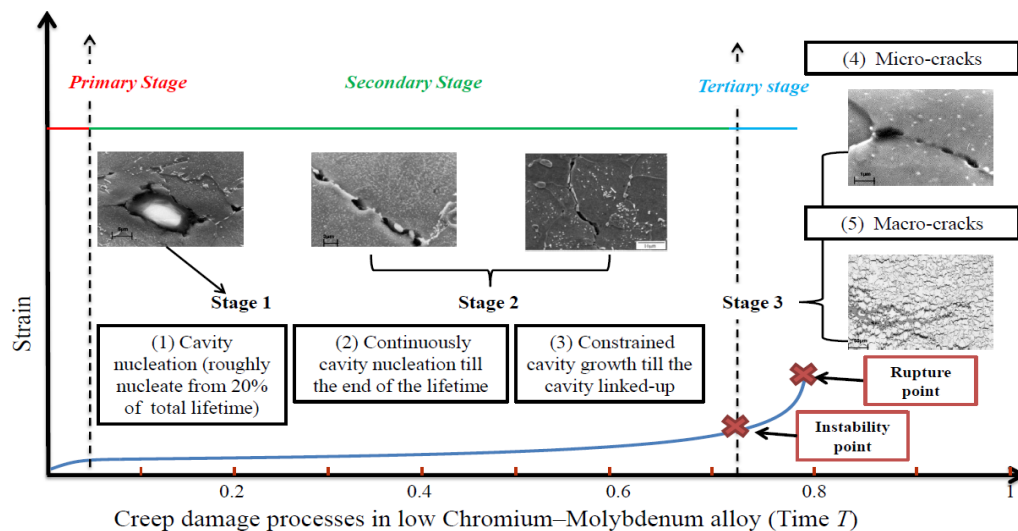 Primary Stage
Secondary Stage
Tertiary stage
(4) Micro-cracks
(5) Macro-cracks
Stage 1
Stage 2
Stage 3
(1) Cavity
nucleation (roughly
nucleate from 20%
of total lifetime)
(2) Continuously
cavity nucleation till
the end of the lifetime
(3) Constrained
cavity growth till the
cavity linked-up
Rupture
point
Instability
point
Strain
0.2
0.4
0.6
0.8
1
Creep damage processes in low Chromium–Molybdenum alloy (Time T)